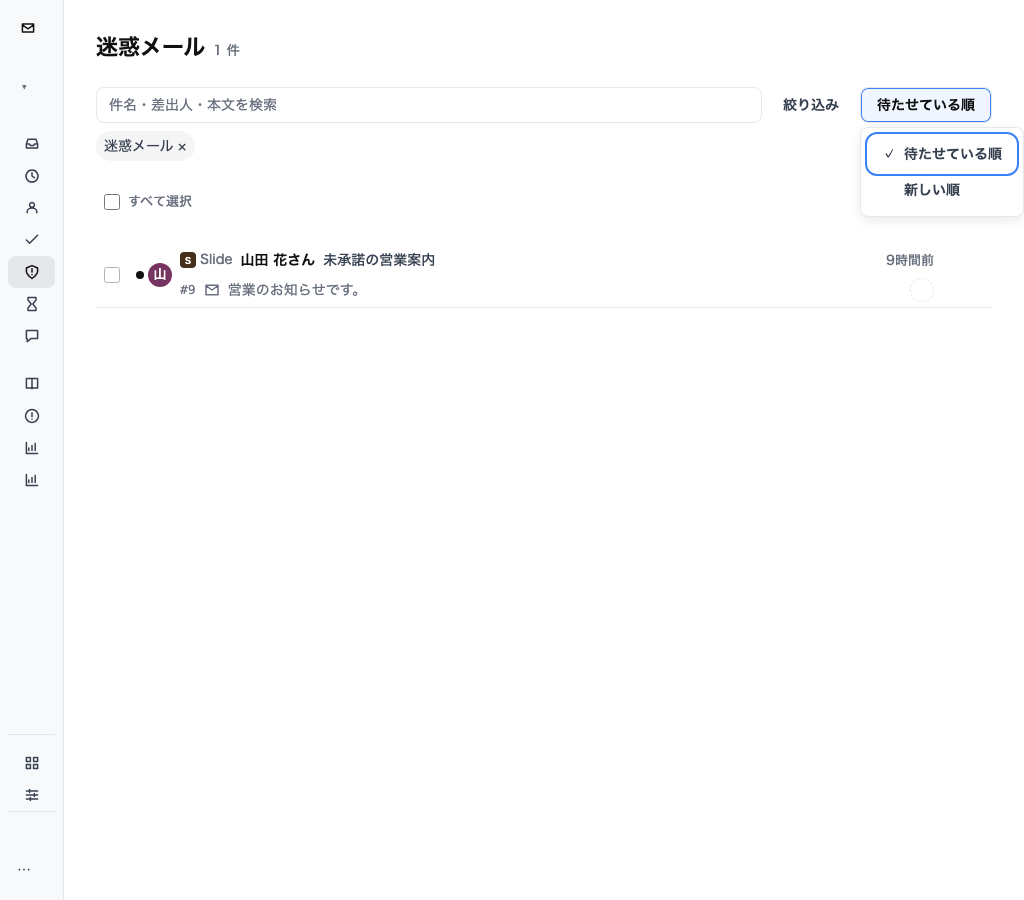 迷惑メール 1 件
件名・差出人・本文を検索
絞り込み
待たせている順
迷惑メール ×
✓ 待たせている順
新しい順
すべて選択
S Slide 山田 花さん 未承諾の営業案内
9時間前
山
#9 営業のお知らせです。
…